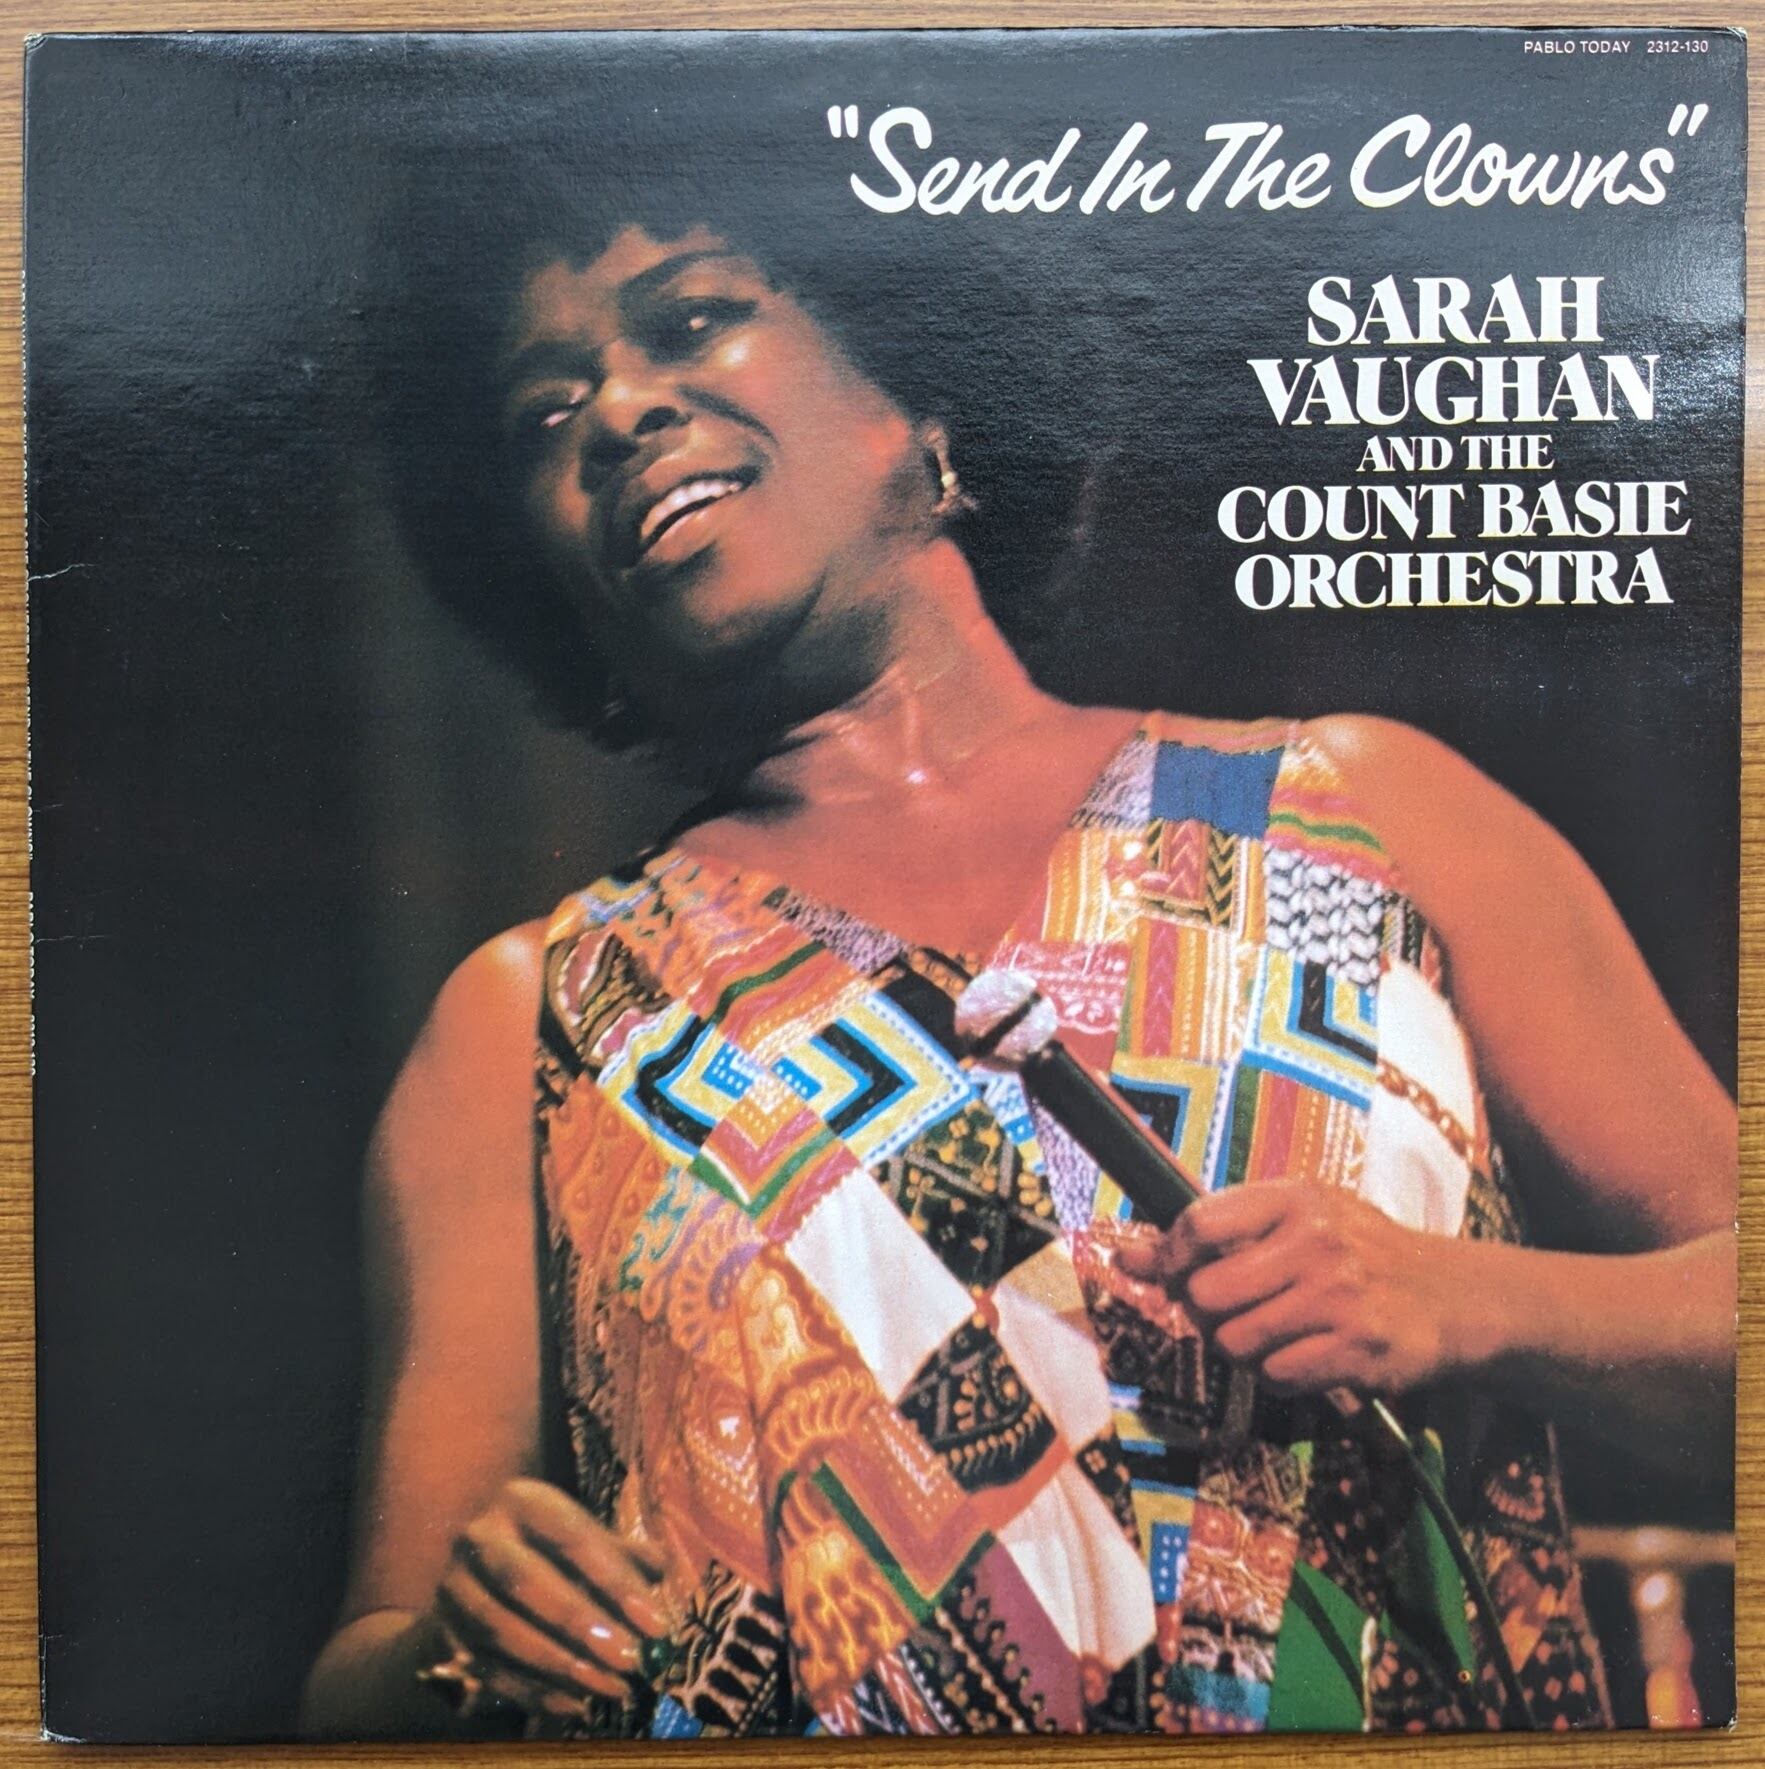 PABLO TODAY 2312-130
"Send In The Clowns"
SARAH
VAUGHAN
AND THE
COUNT BASIE
ORCHESTRA